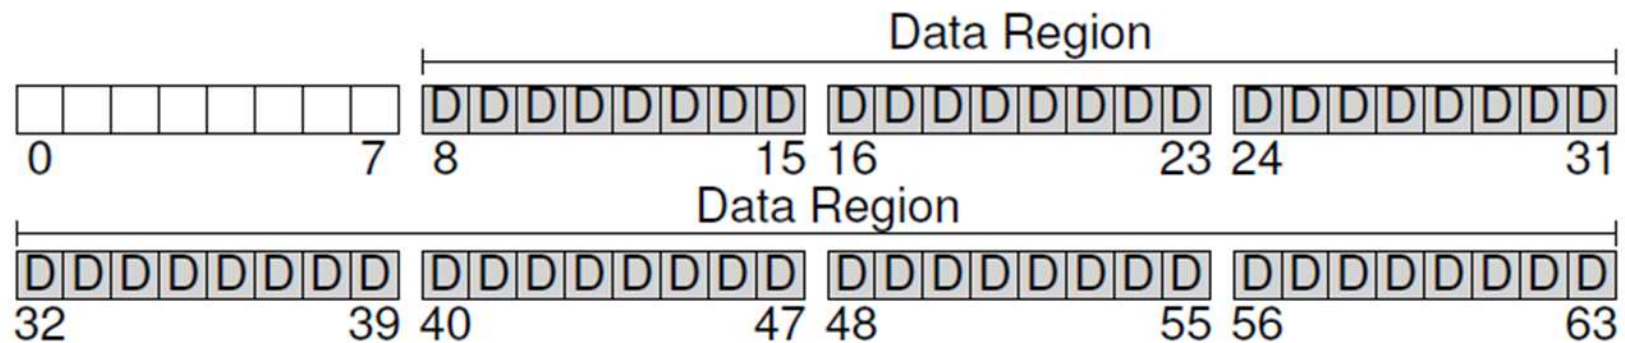 Data Region
D D D D D D D D D D D D D D D D D D D D D D D D
0 7 8 15 16 23 24 31
Data Region
D D D D D D D D D D D D D D D D D D D D D D D D D D D D D D D D
32 39 40 47 48 55 56 63